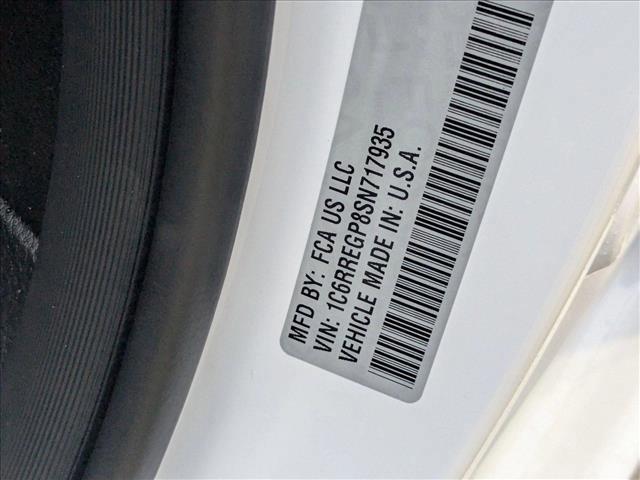 MFD BY: FCA US LLC
VIN: 1C6RREGP8SN717935
VEHICLE MADE IN: U.S.A.